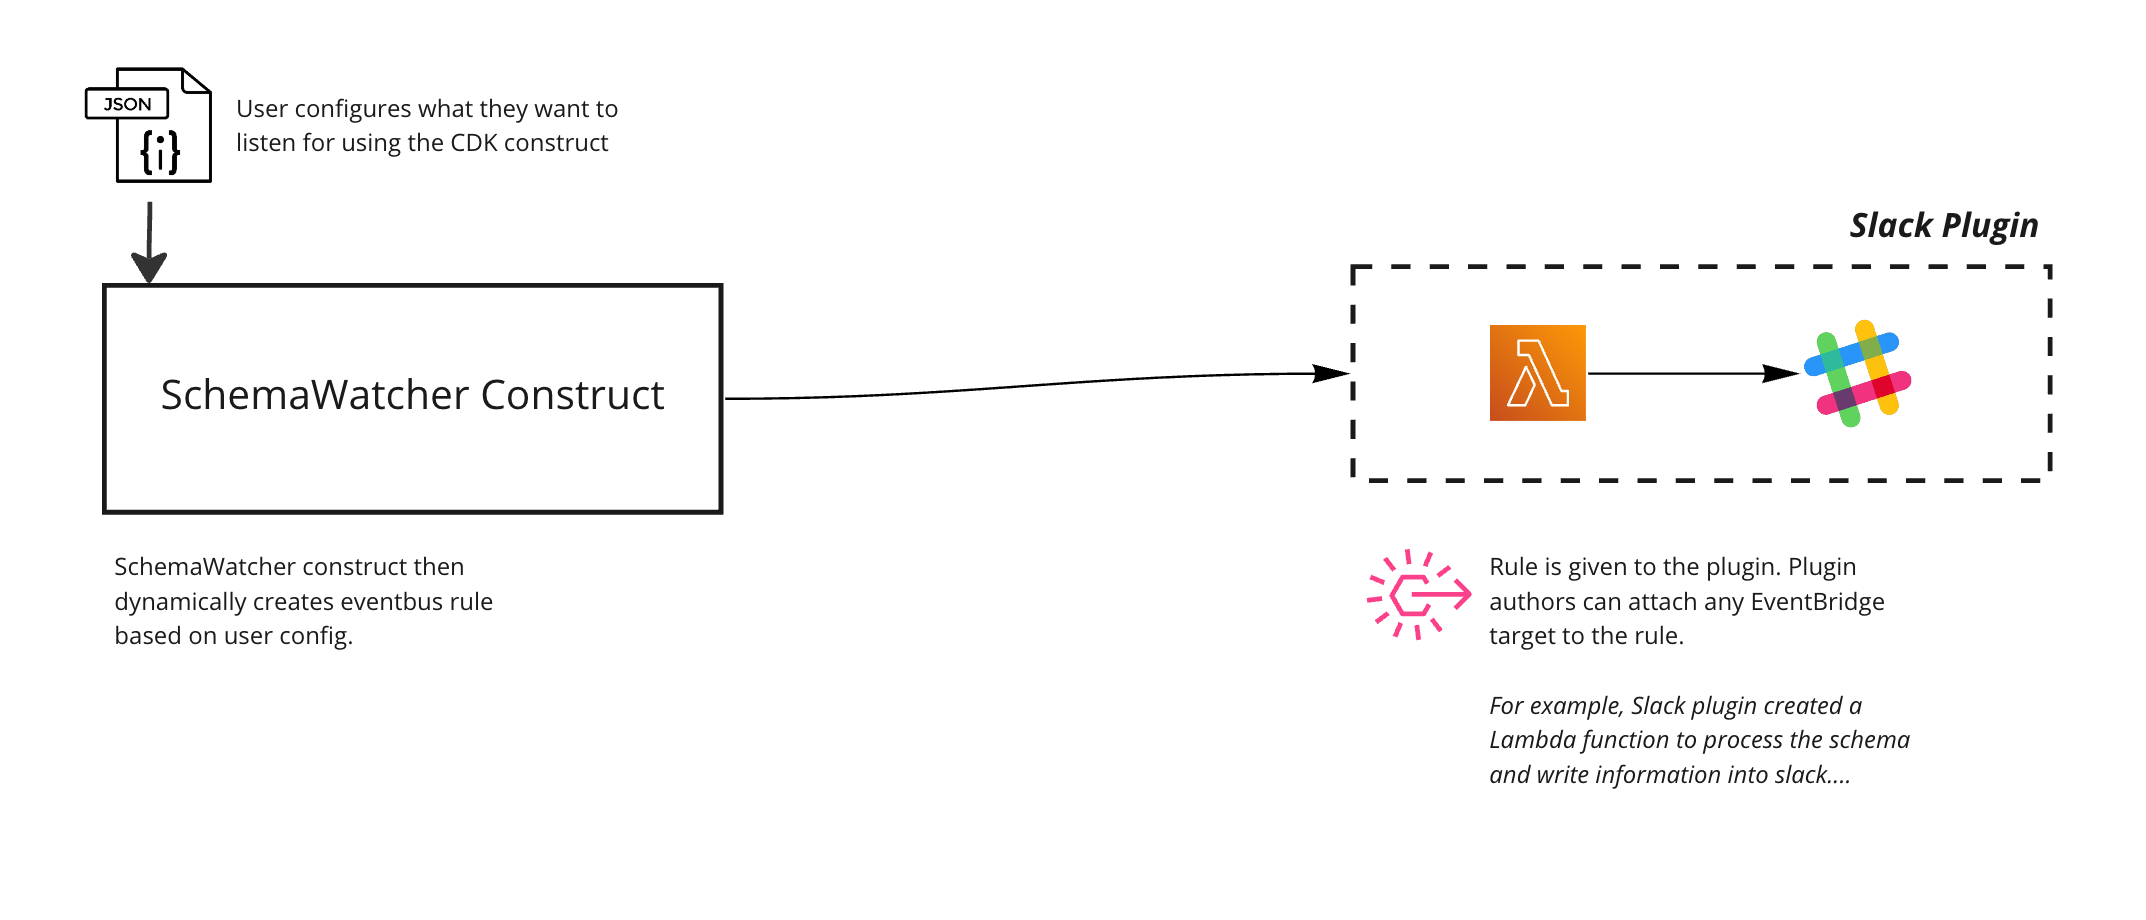 JSON
{i}
User configures what they want to
listen for using the CDK construct
Slack Plugin
SchemaWatcher Construct
SchemaWatcher construct then
dynamically creates eventbus rule
based on user config.
Rule is given to the plugin. Plugin
authors can attach any EventBridge
target to the rule.
For example, Slack plugin created a
Lambda function to process the schema
and write information into slack....